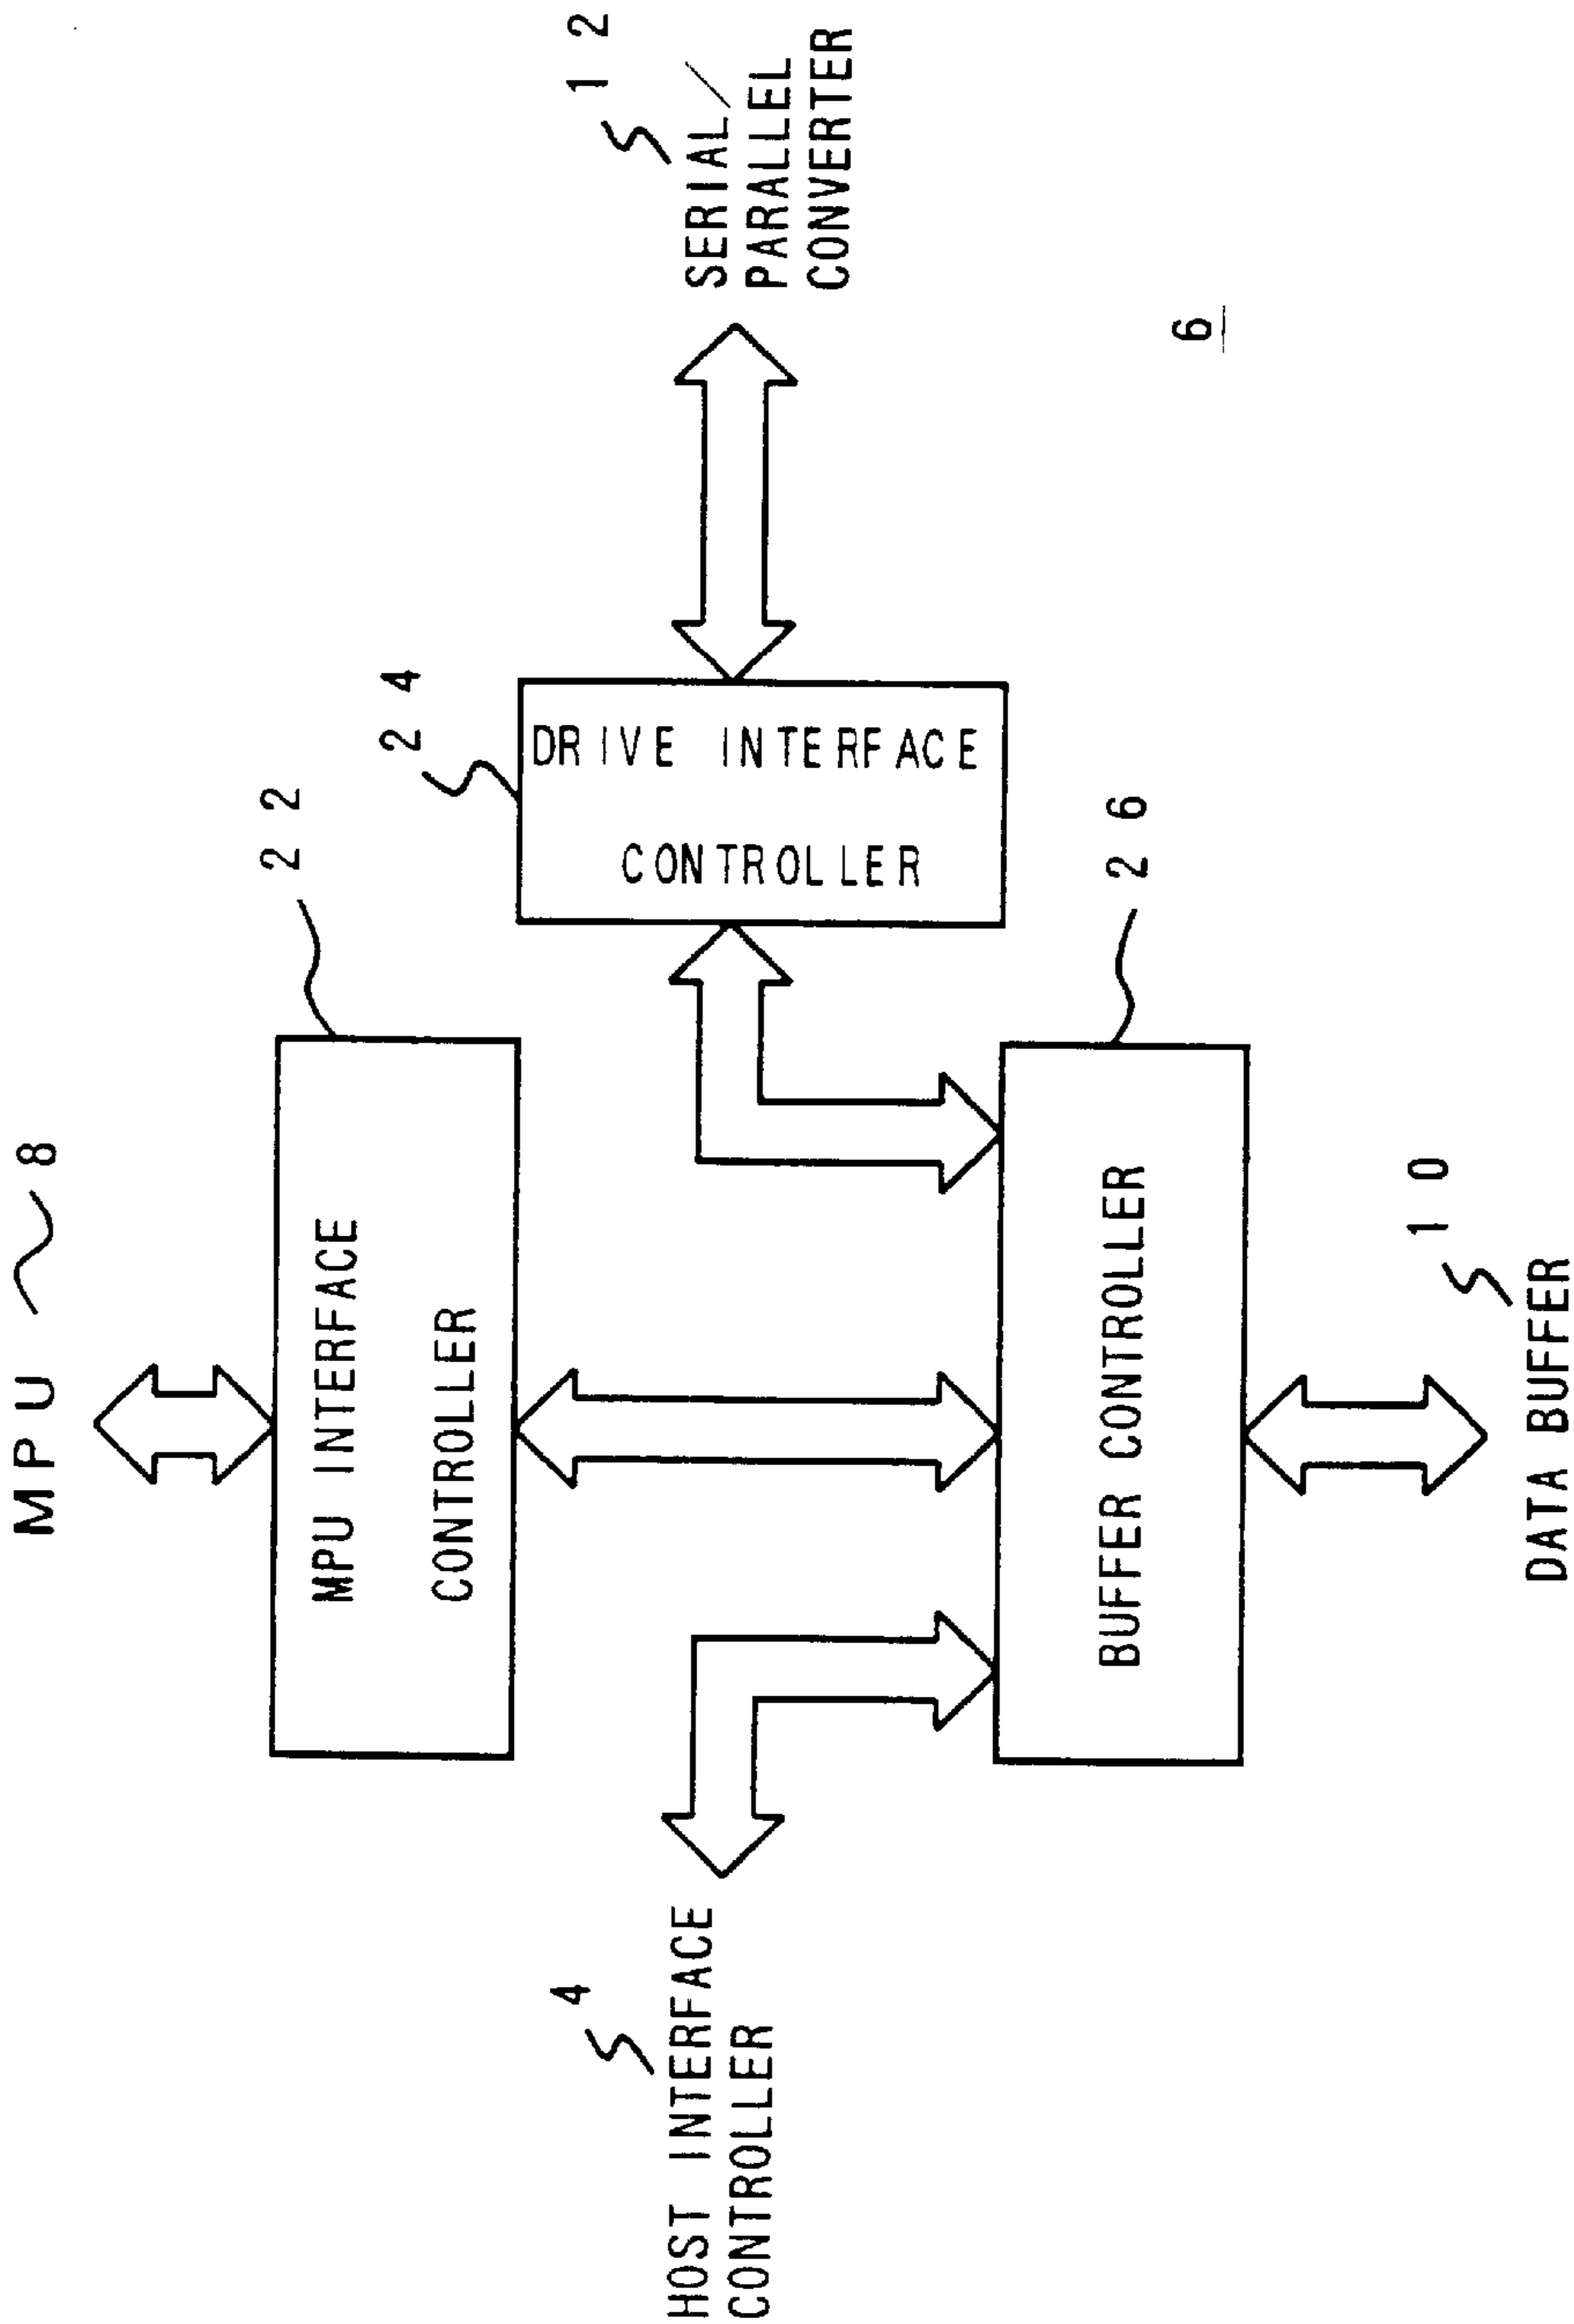 MPU 8
22
MPU INTERFACE
CONTROLLER
4
HOST INTERFACE
CONTROLLER
24
DRIVE INTERFACE
CONTROLLER
12
SERIAL/
PARALLEL
CONVERTER
26
BUFFER CONTROLLER
10
DATA BUFFER
6